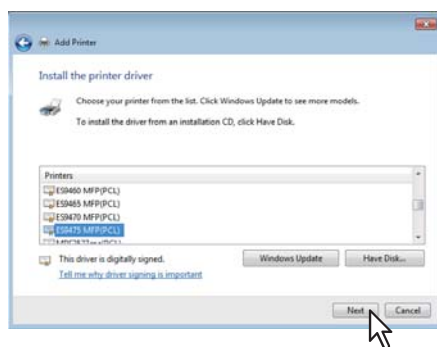 Add Printer
Install the printer driver
Choose your printer from the list. Click Windows Update to see more models.
To install the driver from an installation CD, click Have Disk.
Printers
ES9460 MFP(PCL)
ES9465 MFP(PCL)
ES9470 MFP(PCL)
ES9475 MFP(PCL)
This driver is digitally signed.
Windows Update
Have Disk...
Tell me why driver signing is important
Next
Cancel